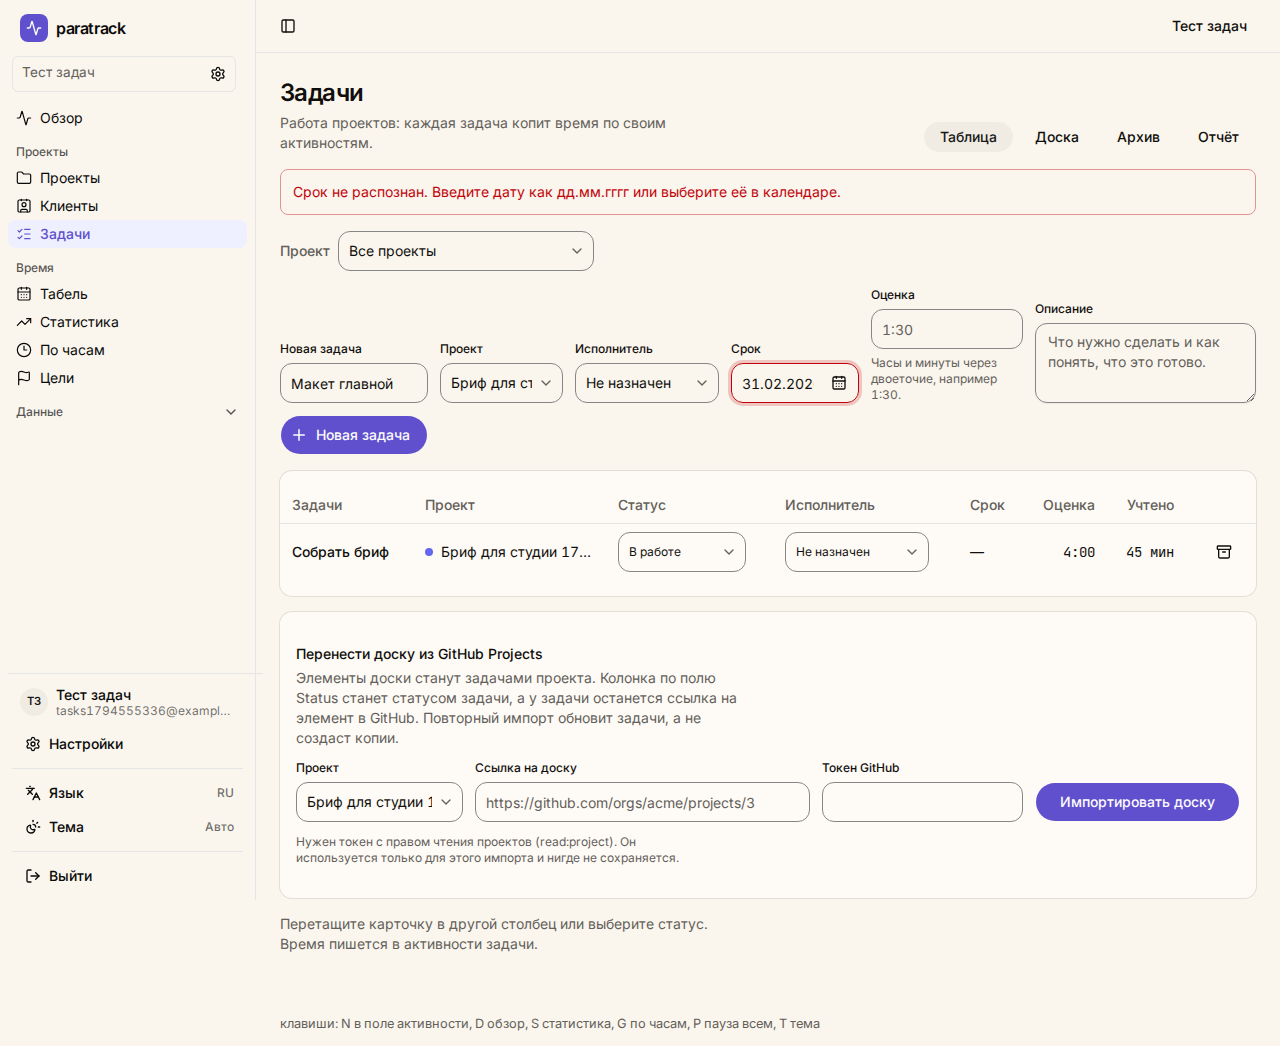 paratrack
Тест задач
Обзор
Проекты
Проекты
Клиенты
Задачи
Время
Табель
Статистика
По часам
Цели
Данные
ТЗ
Тест задач
tasks1794555336@exampl...
Настройки
Язык RU
Тема Авто
Выйти
Тест задач
Задачи
Работа проектов: каждая задача копит время по своим
активностям.
Таблица Доска Архив Отчёт
Срок не распознан. Введите дату как дд.мм.гггг или выберите её в календаре.
Проект Все проекты
Новая задача
Макет главной
Проект
Бриф для ст
Исполнитель
Не назначен
Срок
31.02.202
Оценка
1:30
Часы и минуты через
двоеточие, например
1:30.
Описание
Что нужно сделать и как
понять, что это готово.
Новая задача
Задачи Проект Статус Исполнитель Срок Оценка Учтено
Собрать бриф Бриф для студии 17... В работе Не назначен — 4:00 45 мин
Перенести доску из GitHub Projects
Элементы доски станут задачами проекта. Колонка по полю
Status станет статусом задачи, а у задачи останется ссылка на
элемент в GitHub. Повторный импорт обновит задачи, а не
создаст копии.
Проект
Бриф для студии 1
Ссылка на доску
https://github.com/orgs/acme/projects/3
Токен GitHub
Импортировать доску
Нужен токен с правом чтения проектов (read:project). Он
используется только для этого импорта и нигде не сохраняется.
Перетащите карточку в другой столбец или выберите статус.
Время пишется в активности задачи.
клавиши: N в поле активности, D обзор, S статистика, G по часам, P пауза всем, T тема